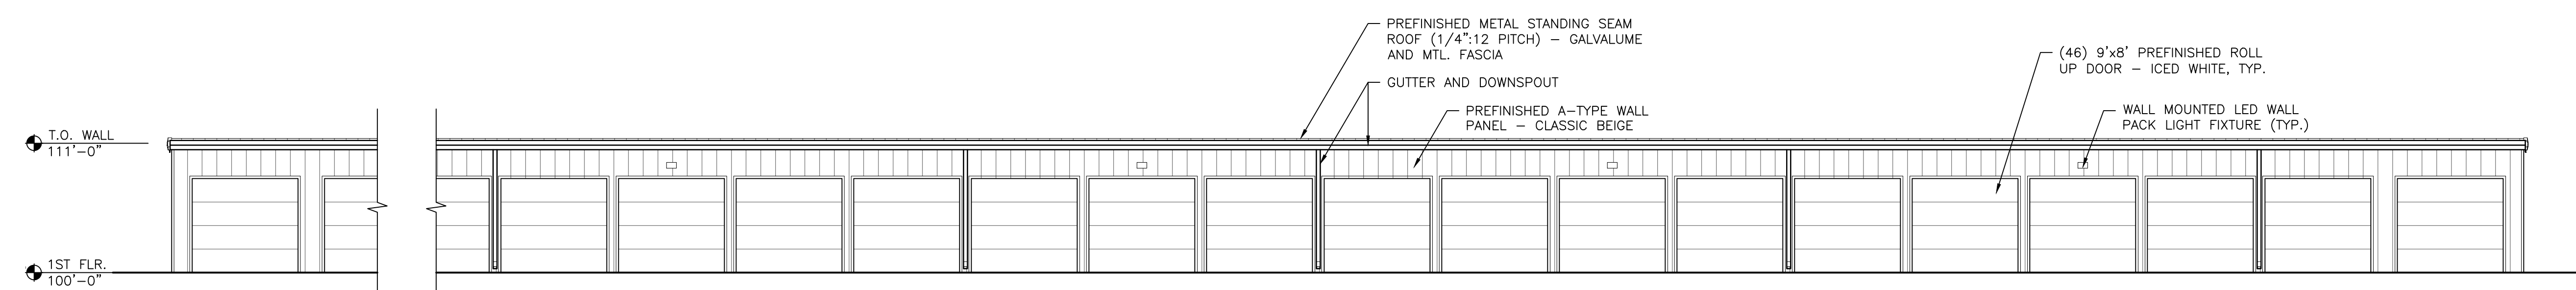 PREFINISHED METAL STANDING SEAM
ROOF (1/4":12 PITCH) – GALVALUME
AND MTL. FASCIA
GUTTER AND DOWNSPOUT
PREFINISHED A–TYPE WALL
PANEL – CLASSIC BEIGE
(46) 9'x8' PREFINISHED ROLL
UP DOOR – ICED WHITE, TYP.
WALL MOUNTED LED WALL
PACK LIGHT FIXTURE (TYP.)
T.O. WALL
111'–0"
1ST FLR.
100'–0"